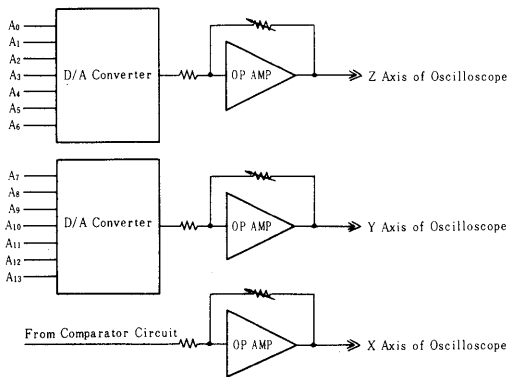 A0
A1
A2
A3
A4
A5
A6
D/A Converter
OP AMP
Z Axis of Oscilloscope
A7
A8
A9
A10
A11
A12
A13
D/A Converter
OP AMP
Y Axis of Oscilloscope
From Comparator Circuit
OP AMP
X Axis of Oscilloscope